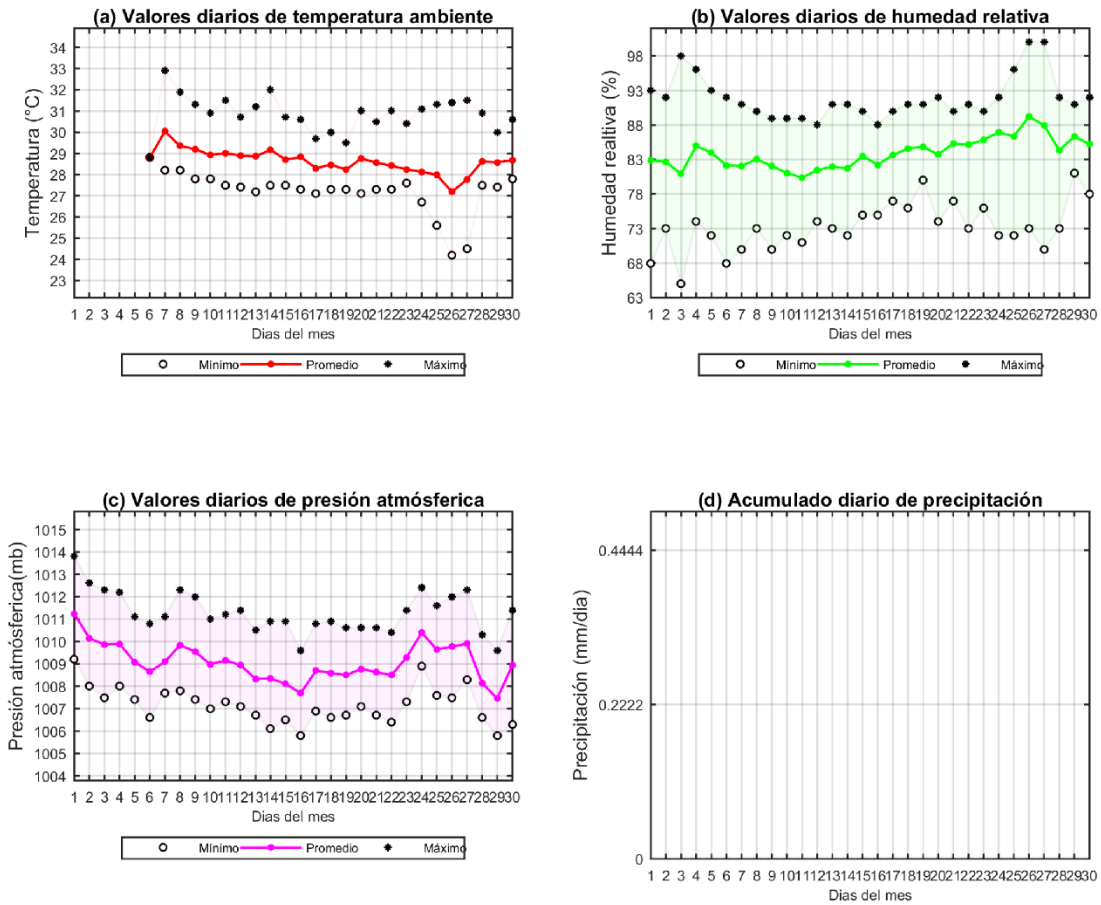 (a) Valores diarios de temperatura ambiente
Temperatura (°C)
34
33
32
31
30
29
28
27
26
25
24
23
1 2 3 4 5 6 7 8 9 10 11 12 13 14 15 16 17 18 19 20 21 22 23 24 25 26 27 28 29 30
Dias del mes
Mínimo Promedio Máximo
(b) Valores diarios de humedad relativa
Humedad realtiva (%)
98
93
88
83
78
73
68
63
1 2 3 4 5 6 7 8 9 10 11 12 13 14 15 16 17 18 19 20 21 22 23 24 25 26 27 28 29 30
Dias del mes
Mínimo Promedio Máximo
(c) Valores diarios de presión atmósferica
Presión atmósferica(mb)
1015
1014
1013
1012
1011
1010
1009
1008
1007
1006
1005
1004
1 2 3 4 5 6 7 8 9 10 11 12 13 14 15 16 17 18 19 20 21 22 23 24 25 26 27 28 29 30
Dias del mes
Mínimo Promedio Máximo
(d) Acumulado diario de precipitación
Precipitación (mm/dia)
0.4444
0.2222
0
1 2 3 4 5 6 7 8 9 10 11 12 13 14 15 16 17 18 19 20 21 22 23 24 25 26 27 28 29 30
Dias del mes